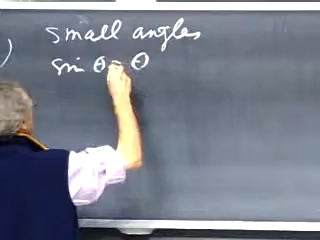 )
small angles
sin θ ≈ θ